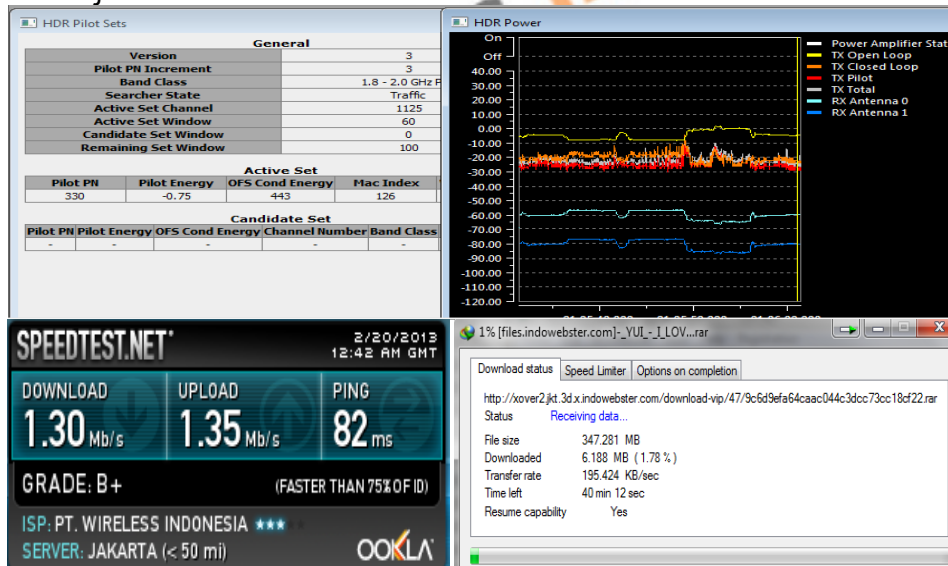 HDR Pilot Sets
General
Version 3
Pilot PN Increment 3
Band Class 1.8 - 2.0 GHz
Searcher State Traffic
Active Set Channel 1125
Active Set Window 60
Candidate Set Window 0
Remaining Set Window 100
Active Set
Pilot PN Pilot Energy OFS Cond Energy Mac Index
330 -0.75 443 126
Candidate Set
Pilot PN Pilot Energy OFS Cond Energy Channel Number Band Class
- - - - -
HDR Power
On
Off
40.00
30.00
20.00
10.00
0.00
-10.00
-20.00
-30.00
-40.00
-50.00
-60.00
-70.00
-80.00
-90.00
-100.00
-110.00
-120.00
Power Amplifier Stat
TX Open Loop
TX Closed Loop
TX Pilot
TX Total
RX Antenna 0
RX Antenna 1
SPEEDTEST.NET
2/20/2013
12:42 AM GMT
DOWNLOAD UPLOAD PING
1.30 Mb/s 1.35 Mb/s 82 ms
GRADE: B+ (FASTER THAN 75% OF ID)
ISP: PT. WIRELESS INDONESIA ★★★
SERVER: JAKARTA (< 50 mi) OOKLA
1% [files.indowebster.com]-_YUI_-_I_LOV...rar
Download status Speed Limiter Options on completion
http://xover2.jkt.3d.x.indowebster.com/download-vip/47/9c6d9efa64caac044c3dcc73cc18cf22.rar
Status Receiving data...
File size 347.281 MB
Downloaded 6.188 MB ( 1.78 % )
Transfer rate 195.424 KB/sec
Time left 40 min 12 sec
Resume capability Yes